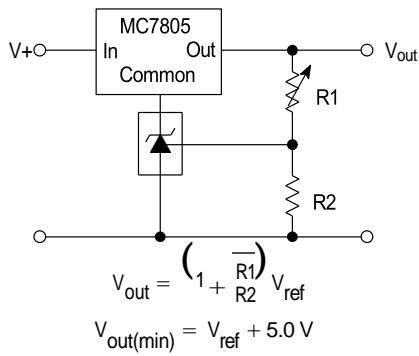 MC7805
V+ In Out Vout
Common
R1
R2
Vout = (1 + R1/R2) Vref
Vout(min) = Vref + 5.0 V